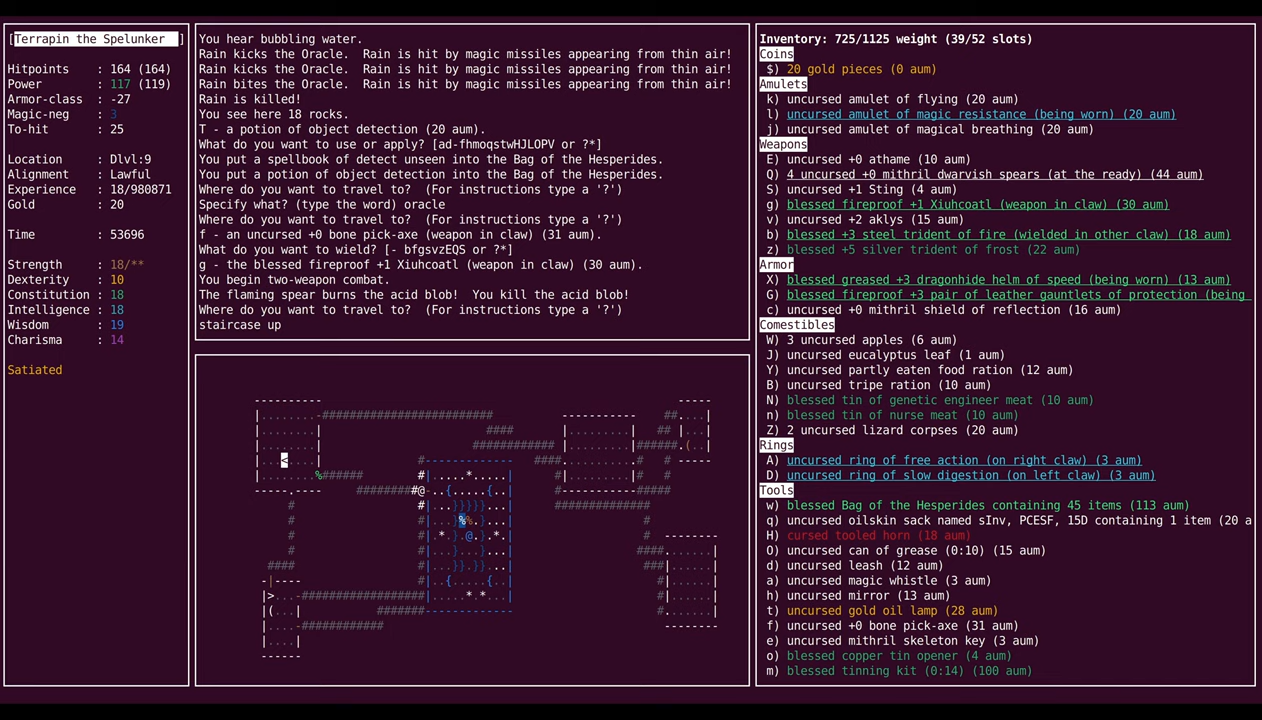 [Terrapin the Spelunker ]
Hitpoints : 164 (164)
Power : 117 (119)
Armor-class : -27
Magic-neg : 3
To-hit : 25
Location : Dlvl:9
Alignment : Lawful
Experience : 18/980871
Gold : 20
Time : 53696
Strength : 18/**
Dexterity : 10
Constitution : 18
Intelligence : 18
Wisdom : 19
Charisma : 14
Satiated
You hear bubbling water.
Rain kicks the Oracle.  Rain is hit by magic missiles appearing from thin air!
Rain kicks the Oracle.  Rain is hit by magic missiles appearing from thin air!
Rain bites the Oracle.  Rain is hit by magic missiles appearing from thin air!
Rain is killed!
You see here 18 rocks.
T - a potion of object detection (20 aum).
What do you want to use or apply? [ad-fhmoqstwHJLOPV or ?*]
You put a spellbook of detect unseen into the Bag of the Hesperides.
You put a potion of object detection into the Bag of the Hesperides.
Where do you want to travel to?  (For instructions type a '?')
Specify what? (type the word) oracle
Where do you want to travel to?  (For instructions type a '?')
f - an uncursed +0 bone pick-axe (weapon in claw) (31 aum).
What do you want to wield? [- bfgsvzEQS or ?*]
g - the blessed fireproof +1 Xiuhcoatl (weapon in claw) (30 aum).
You begin two-weapon combat.
The flaming spear burns the acid blob!  You kill the acid blob!
Where do you want to travel to?  (For instructions type a '?')
staircase up
Inventory: 725/1125 weight (39/52 slots)
Coins
$) 20 gold pieces (0 aum)
Amulets
k) uncursed amulet of flying (20 aum)
l) uncursed amulet of magic resistance (being worn) (20 aum)
j) uncursed amulet of magical breathing (20 aum)
Weapons
E) uncursed +0 athame (10 aum)
Q) 4 uncursed +0 mithril dwarvish spears (at the ready) (44 aum)
S) uncursed +1 Sting (4 aum)
g) blessed fireproof +1 Xiuhcoatl (weapon in claw) (30 aum)
v) uncursed +2 aklys (15 aum)
b) blessed +3 steel trident of fire (wielded in other claw) (18 aum)
z) blessed +5 silver trident of frost (22 aum)
Armor
X) blessed greased +3 dragonhide helm of speed (being worn) (13 aum)
G) blessed fireproof +3 pair of leather gauntlets of protection (being
c) uncursed +0 mithril shield of reflection (16 aum)
Comestibles
W) 3 uncursed apples (6 aum)
J) uncursed eucalyptus leaf (1 aum)
Y) uncursed partly eaten food ration (12 aum)
B) uncursed tripe ration (10 aum)
N) blessed tin of genetic engineer meat (10 aum)
n) blessed tin of nurse meat (10 aum)
Z) 2 uncursed lizard corpses (20 aum)
Rings
A) uncursed ring of free action (on right claw) (3 aum)
D) uncursed ring of slow digestion (on left claw) (3 aum)
Tools
w) blessed Bag of the Hesperides containing 45 items (113 aum)
q) uncursed oilskin sack named sInv, PCESF, 15D containing 1 item (20 a
H) cursed tooled horn (18 aum)
O) uncursed can of grease (0:10) (15 aum)
d) uncursed leash (12 aum)
a) uncursed magic whistle (3 aum)
h) uncursed mirror (13 aum)
t) uncursed gold oil lamp (28 aum)
f) uncursed +0 bone pick-axe (31 aum)
e) uncursed mithril skeleton key (3 aum)
o) blessed copper tin opener (4 aum)
m) blessed tinning kit (0:14) (100 aum)